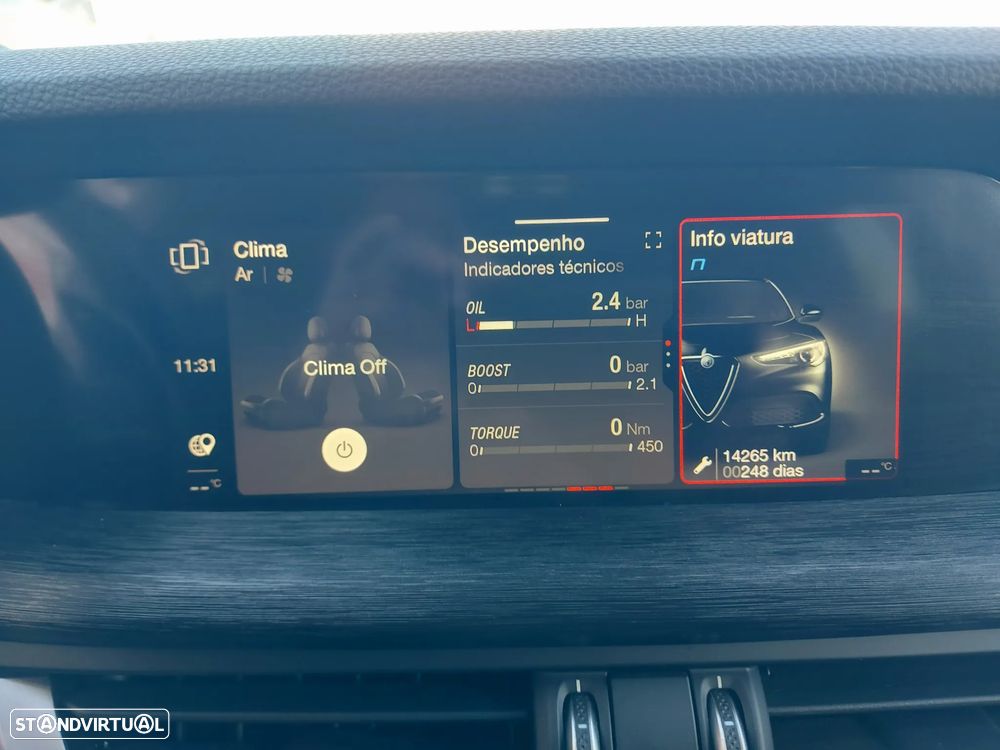 Clima
Ar
11:31
Clima Off
--°C
Desempenho
Indicadores técnicos
OIL 2.4 bar
L H
BOOST 0 bar
0 2.1
TORQUE 0 Nm
0 450
Info viatura
n
14265 km
00248 dias
--°C
STANDVIRTUAL